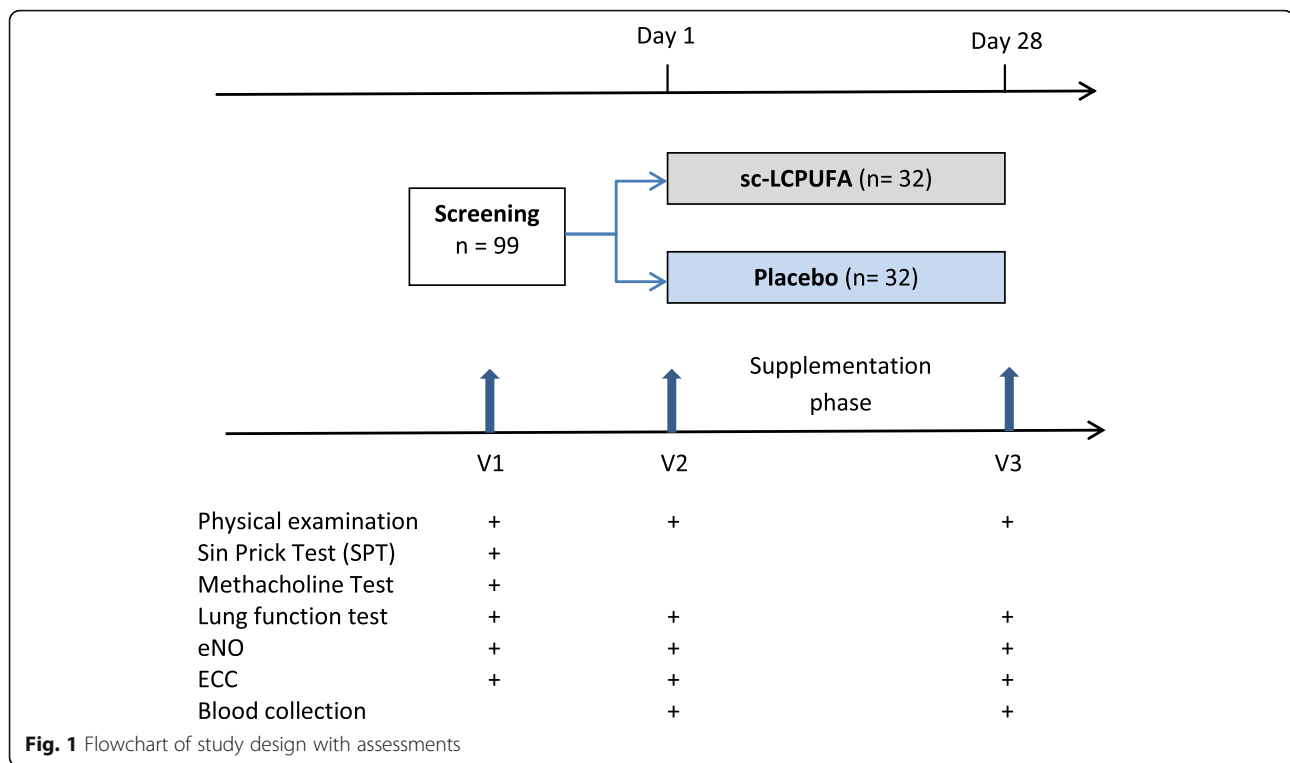 Day 1
Day 28
sc-LCPUFA (n= 32)
Screening
n = 99
Placebo (n= 32)
Supplementation
phase
V1 V2 V3
Physical examination + + +
Sin Prick Test (SPT) +
Methacholine Test +
Lung function test + + +
eNO + + +
ECC + + +
Blood collection + +
Fig. 1 Flowchart of study design with assessments